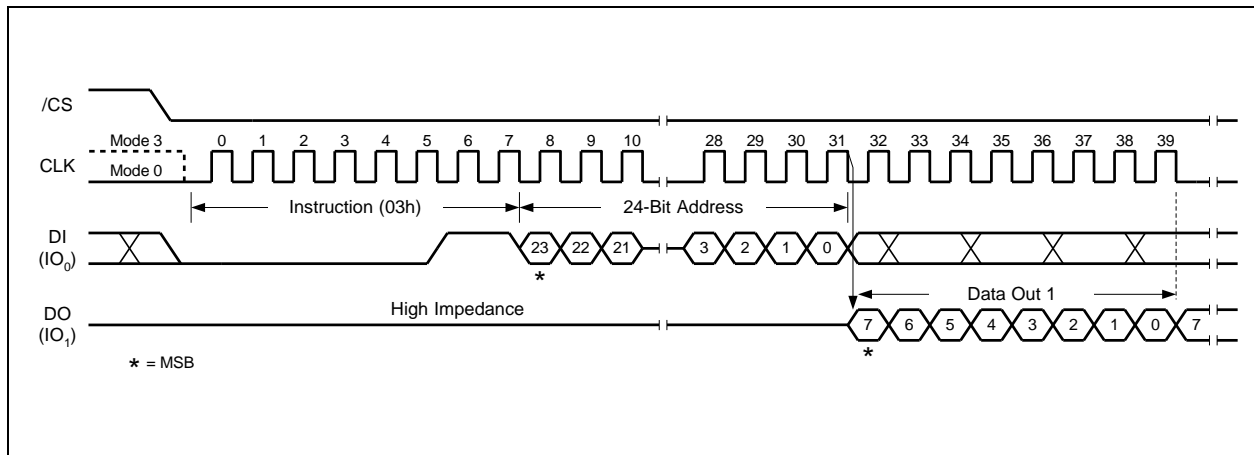 /CS
Mode 3
0 1 2 3 4 5 6 7 8 9 10 28 29 30 31 32 33 34 35 36 37 38 39
CLK
Mode 0
Instruction (03h)
24-Bit Address
DI
(IO0)
23 22 21 3 2 1 0
*
Data Out 1
High Impedance
DO
(IO1)
7 6 5 4 3 2 1 0 7
*
* = MSB